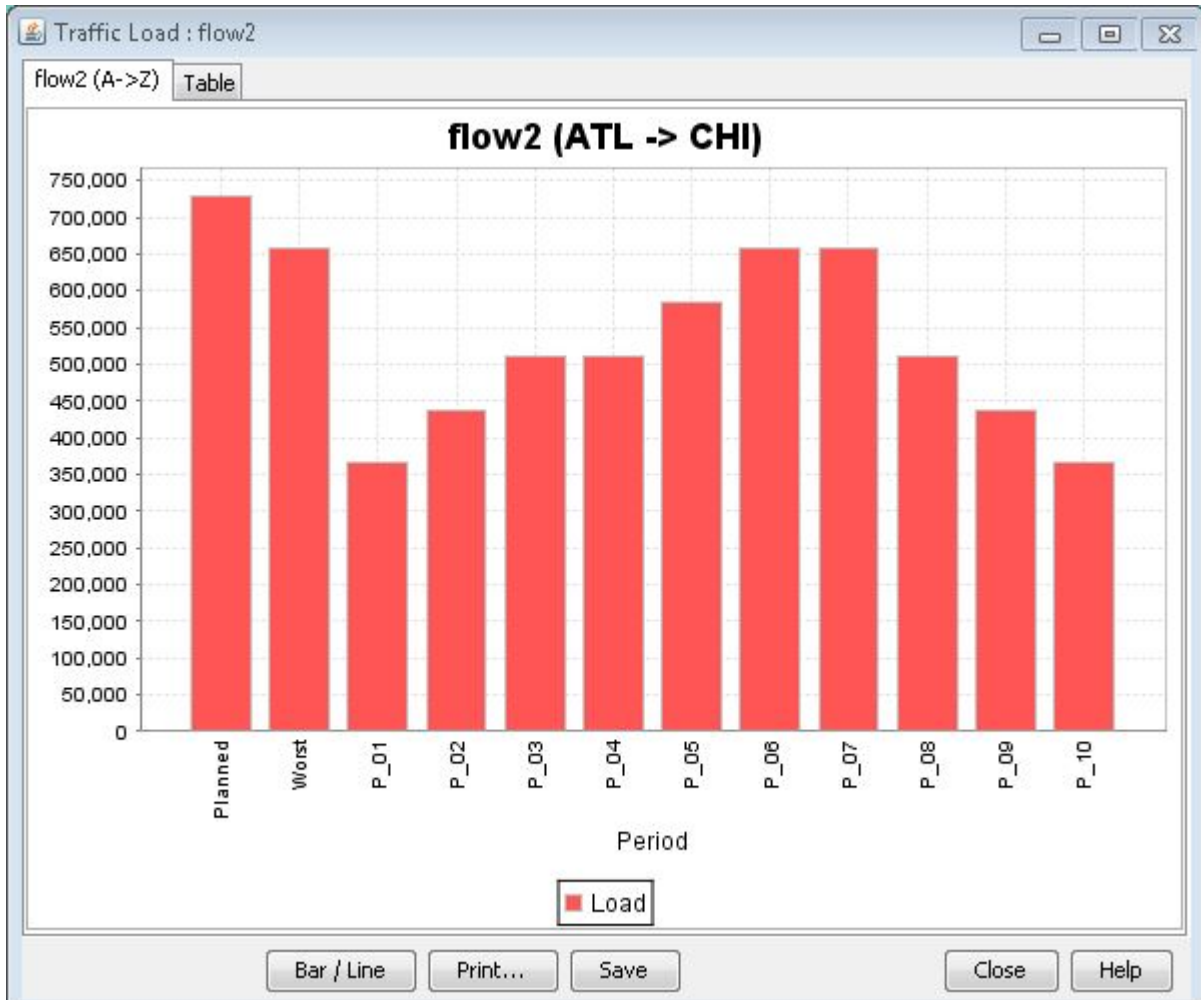 Traffic Load : flow2
flow2 (A->Z) Table
flow2 (ATL -> CHI)
750,000
700,000
650,000
600,000
550,000
500,000
450,000
400,000
350,000
300,000
250,000
200,000
150,000
100,000
50,000
0
Planned Worst P_01 P_02 P_03 P_04 P_05 P_06 P_07 P_08 P_09 P_10
Period
Load
Bar / Line Print... Save Close Help